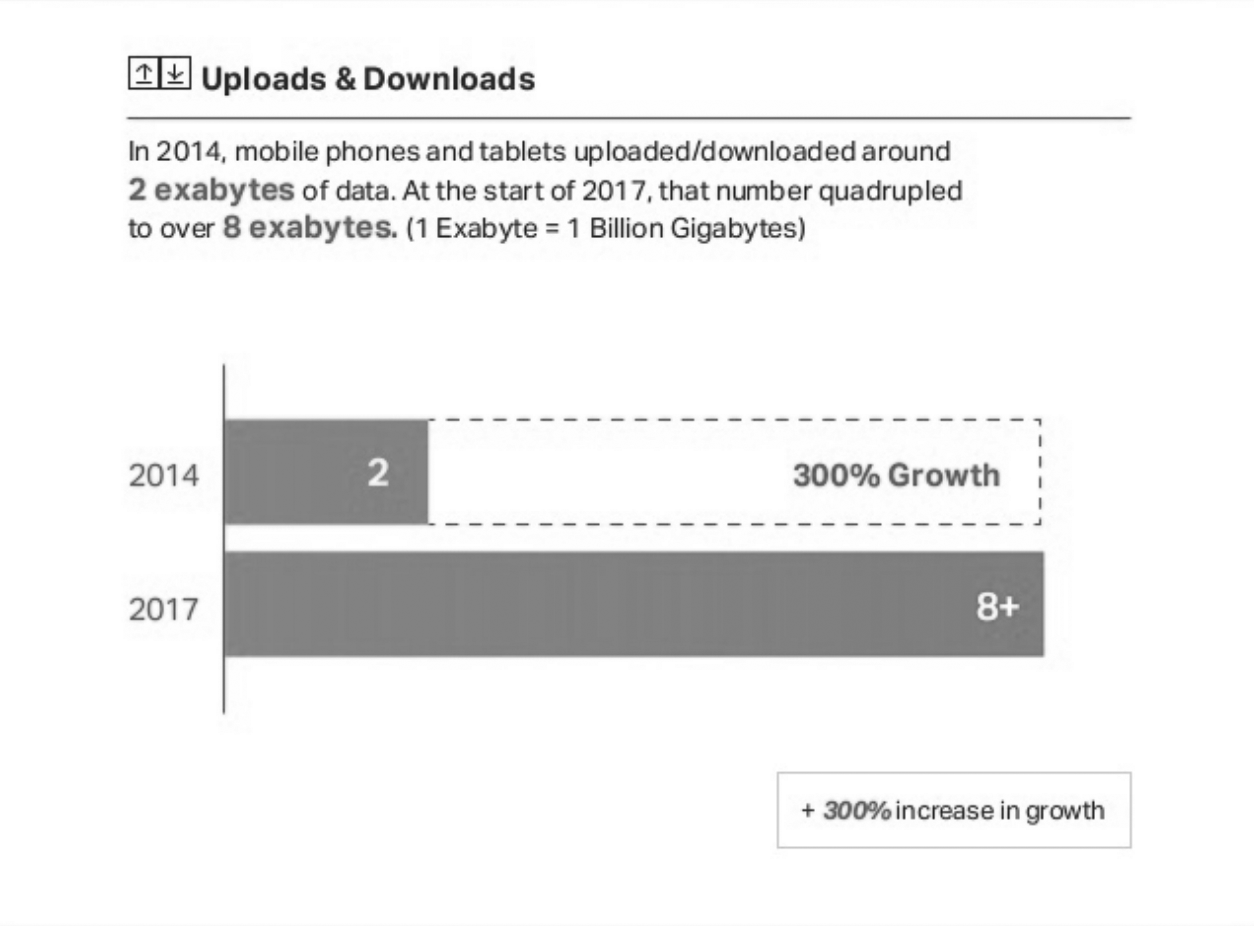 Uploads & Downloads
In 2014, mobile phones and tablets uploaded/downloaded around
2 exabytes of data. At the start of 2017, that number quadrupled
to over 8 exabytes. (1 Exabyte = 1 Billion Gigabytes)
2014
2
300% Growth
2017
8+
+ 300% increase in growth